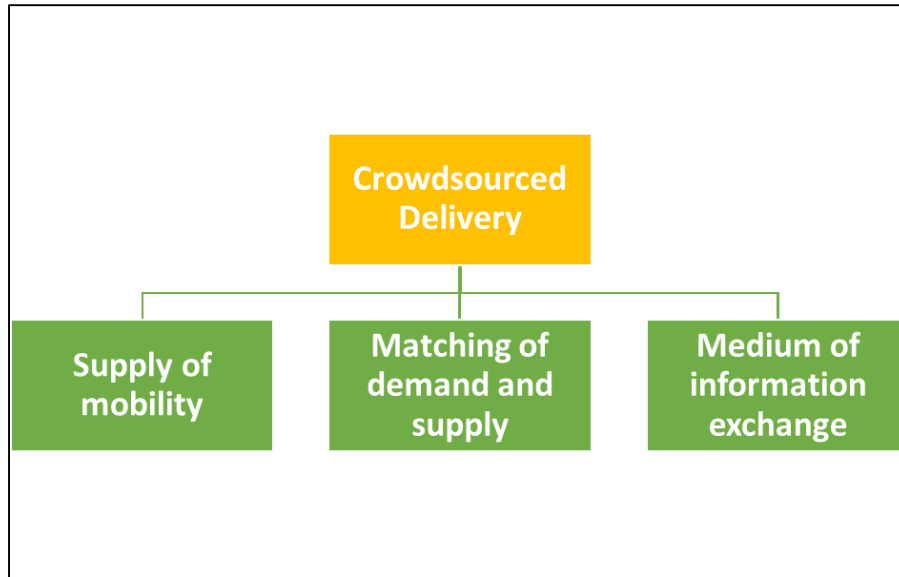 Crowdsourced
Delivery
Supply of
mobility
Matching of
demand and
supply
Medium of
information
exchange